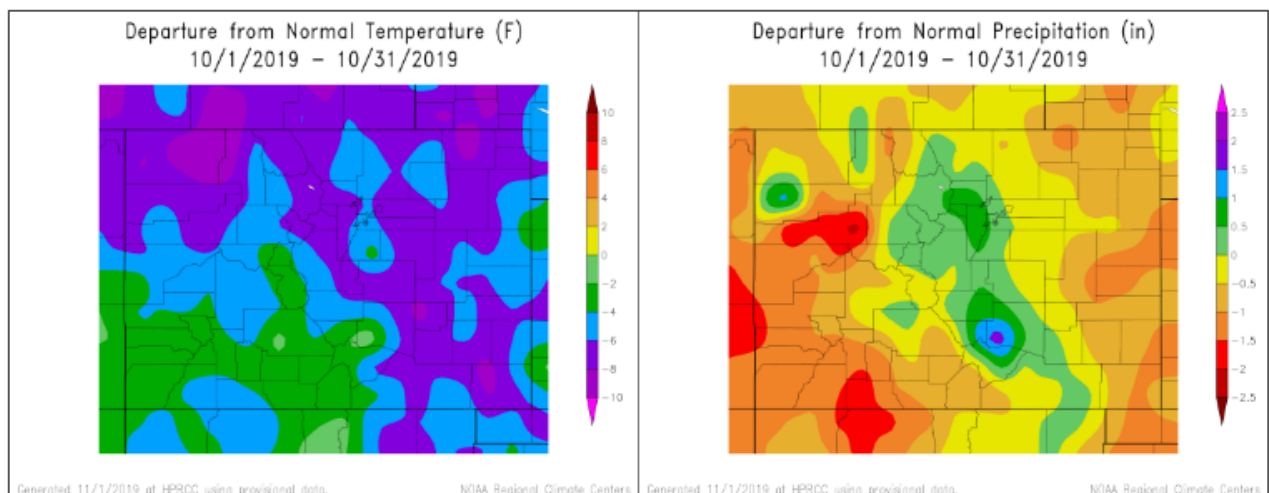 Departure from Normal Temperature (F)
10/1/2019 – 10/31/2019
10
8
6
4
2
0
−2
−4
−6
−8
−10
Generated 11/1/2019 at HPRCC using provisional data.
NOAA Regional Climate Centers
Departure from Normal Precipitation (in)
10/1/2019 – 10/31/2019
2.5
2
1.5
1
0.5
0
−0.5
−1
−1.5
−2
−2.5
Generated 11/1/2019 at HPRCC using provisional data.
NOAA Regional Climate Centers